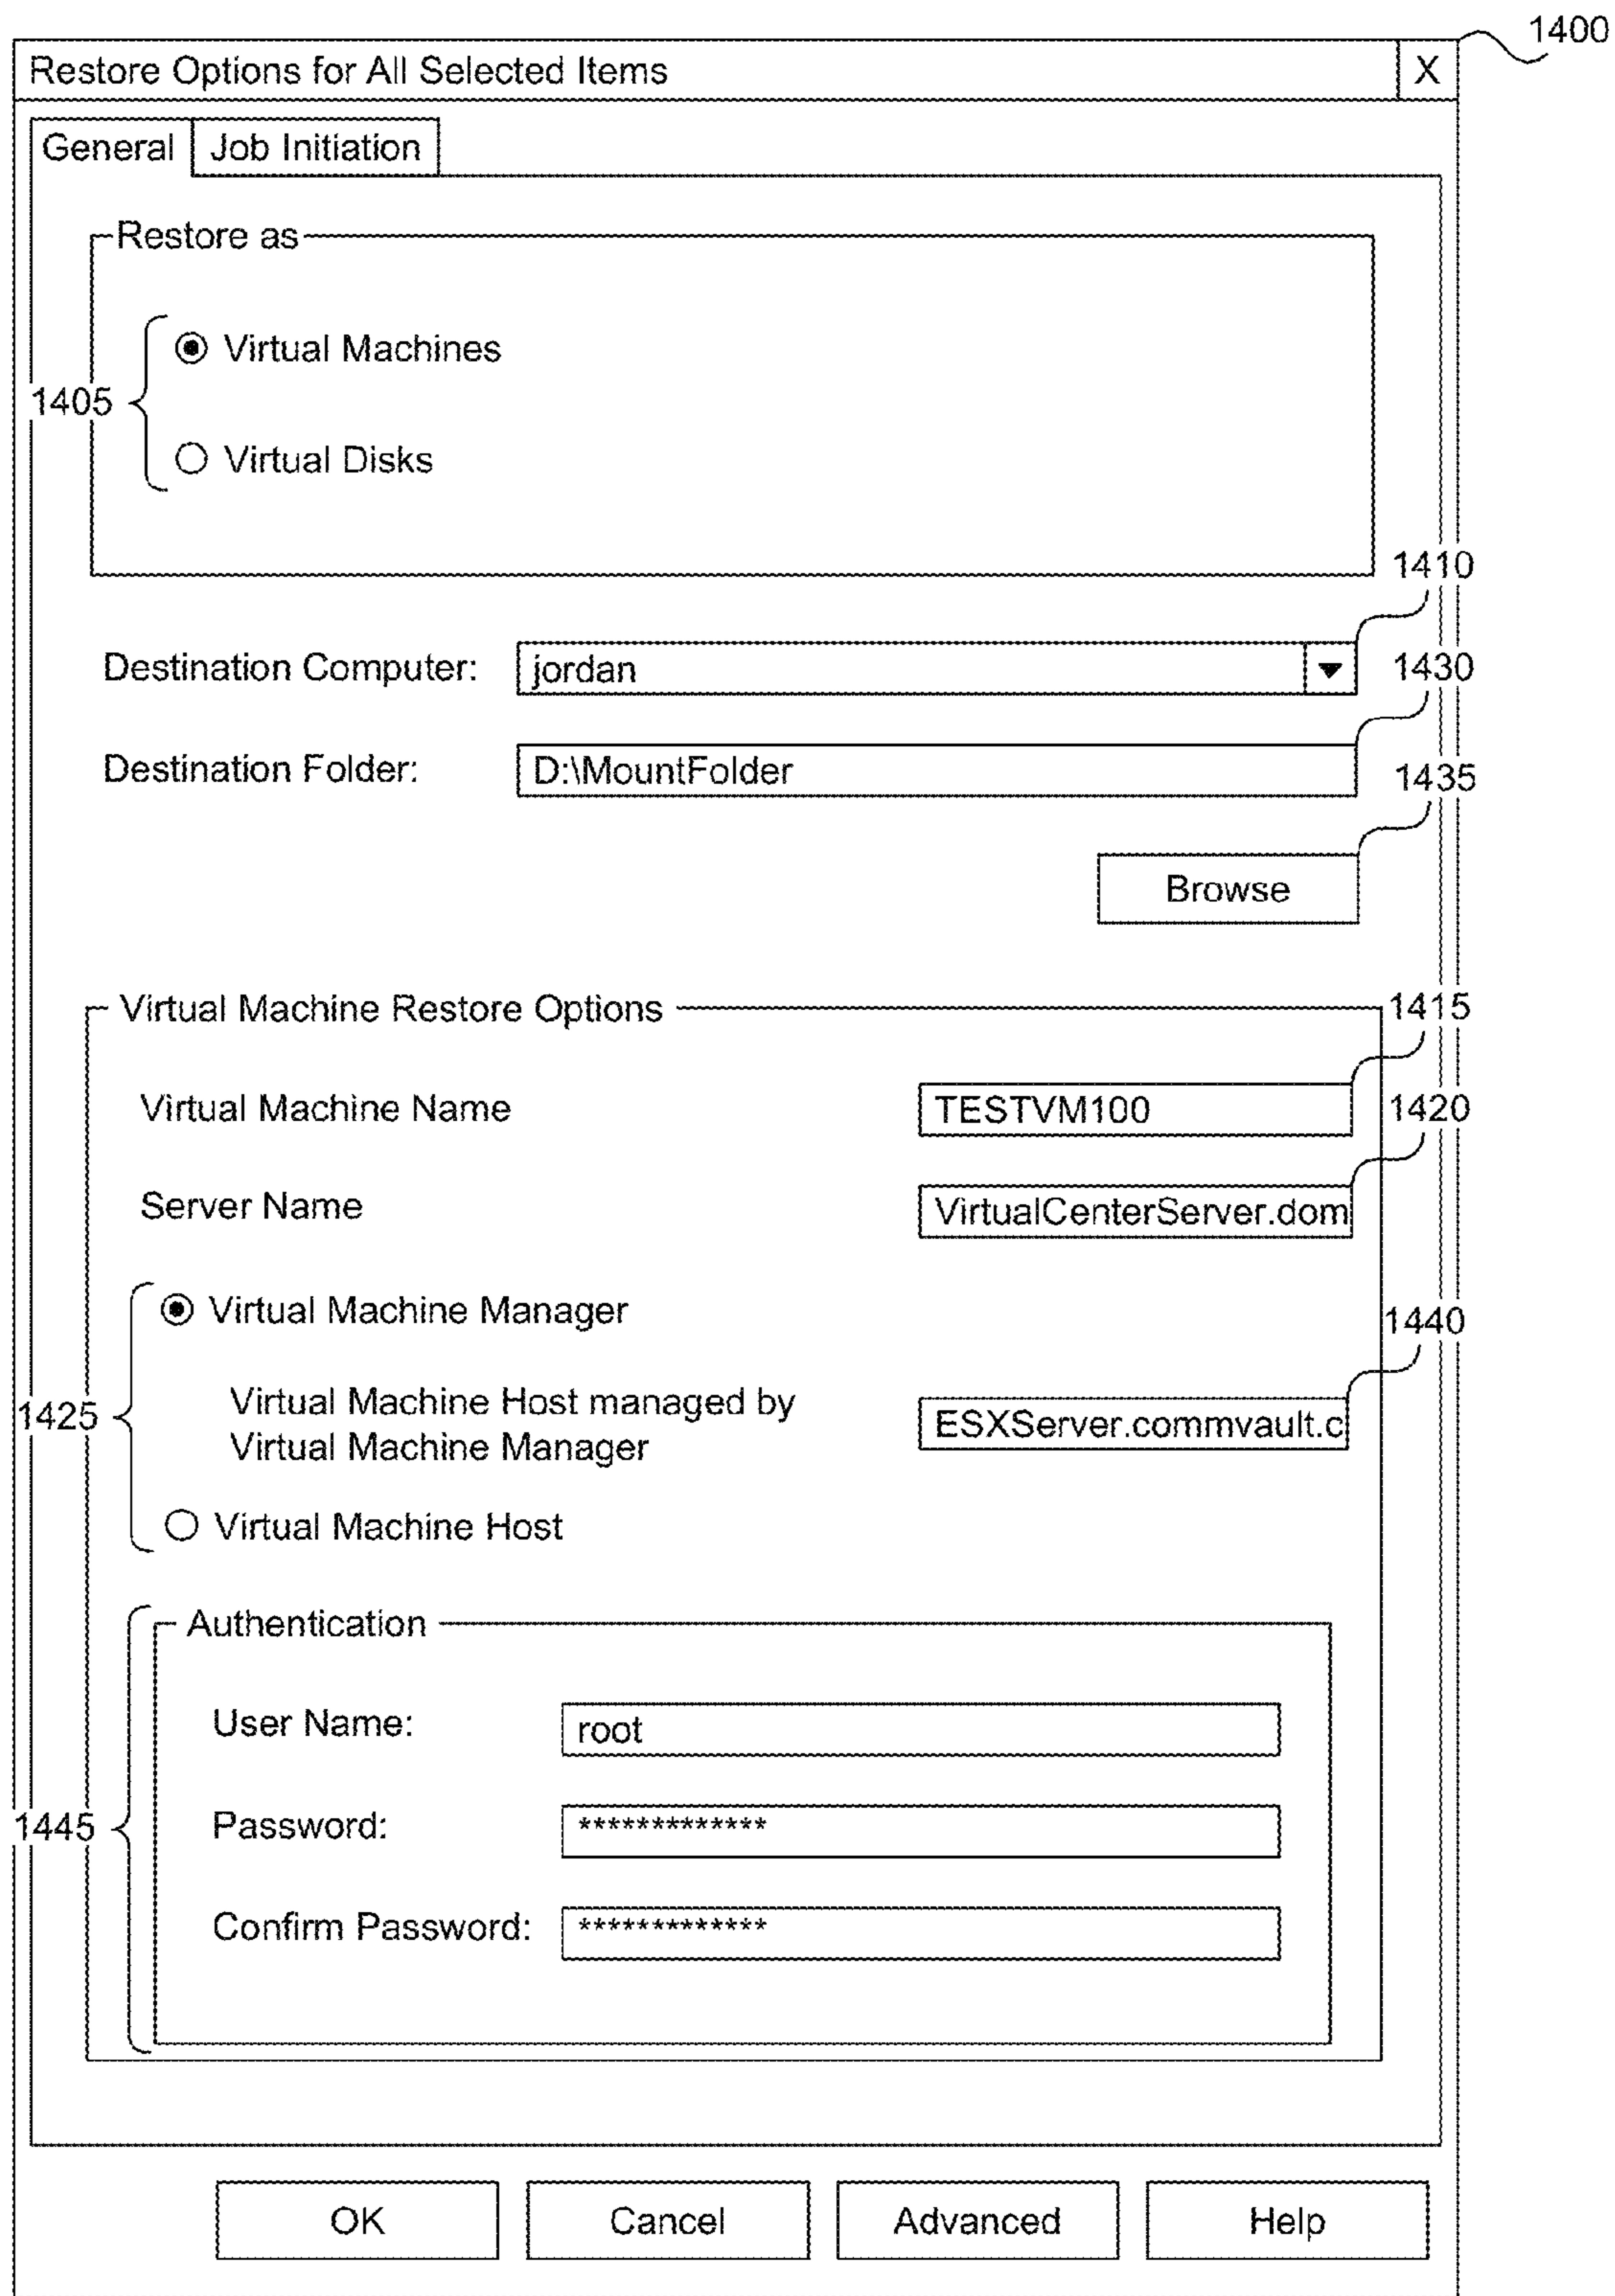 1400
Restore Options for All Selected Items X
General Job Initiation
Restore as
Virtual Machines
1405
Virtual Disks
1410
Destination Computer: jordan
1430
Destination Folder: D:\MountFolder
1435
Browse
Virtual Machine Restore Options
1415
Virtual Machine Name TESTVM100
1420
Server Name VirtualCenterServer.dom
Virtual Machine Manager
1440
1425
Virtual Machine Host managed by
Virtual Machine Manager
ESXServer.commvault.c
Virtual Machine Host
Authentication
User Name: root
1445
Password: *************
Confirm Password: *************
OK Cancel Advanced Help